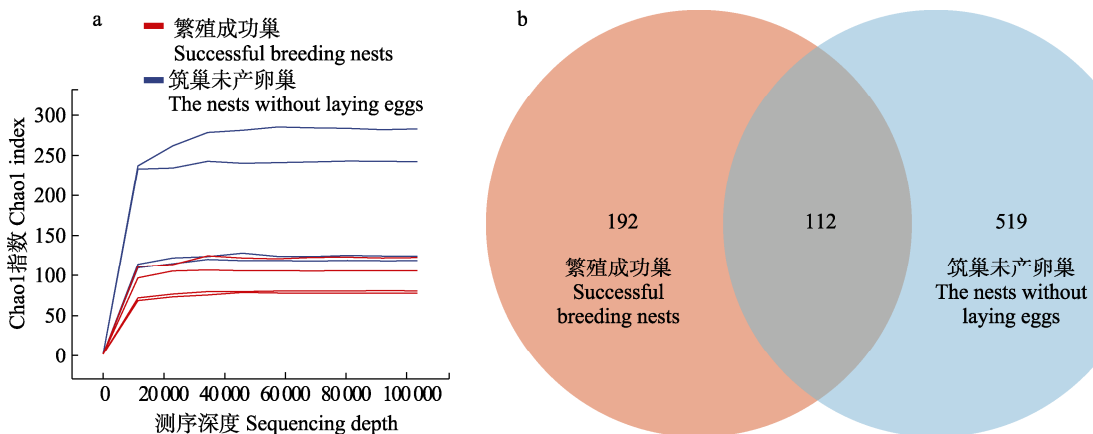 a
繁殖成功巢
Successful breeding nests
筑巢未产卵巢
The nests without laying eggs
Chao1指数 Chao1 index
300
250
200
150
100
50
0
0 20 000 40 000 60 000 80 000 100 000
测序深度 Sequencing depth
b
192
繁殖成功巢
Successful
breeding nests
112
519
筑巢未产卵巢
The nests without
laying eggs